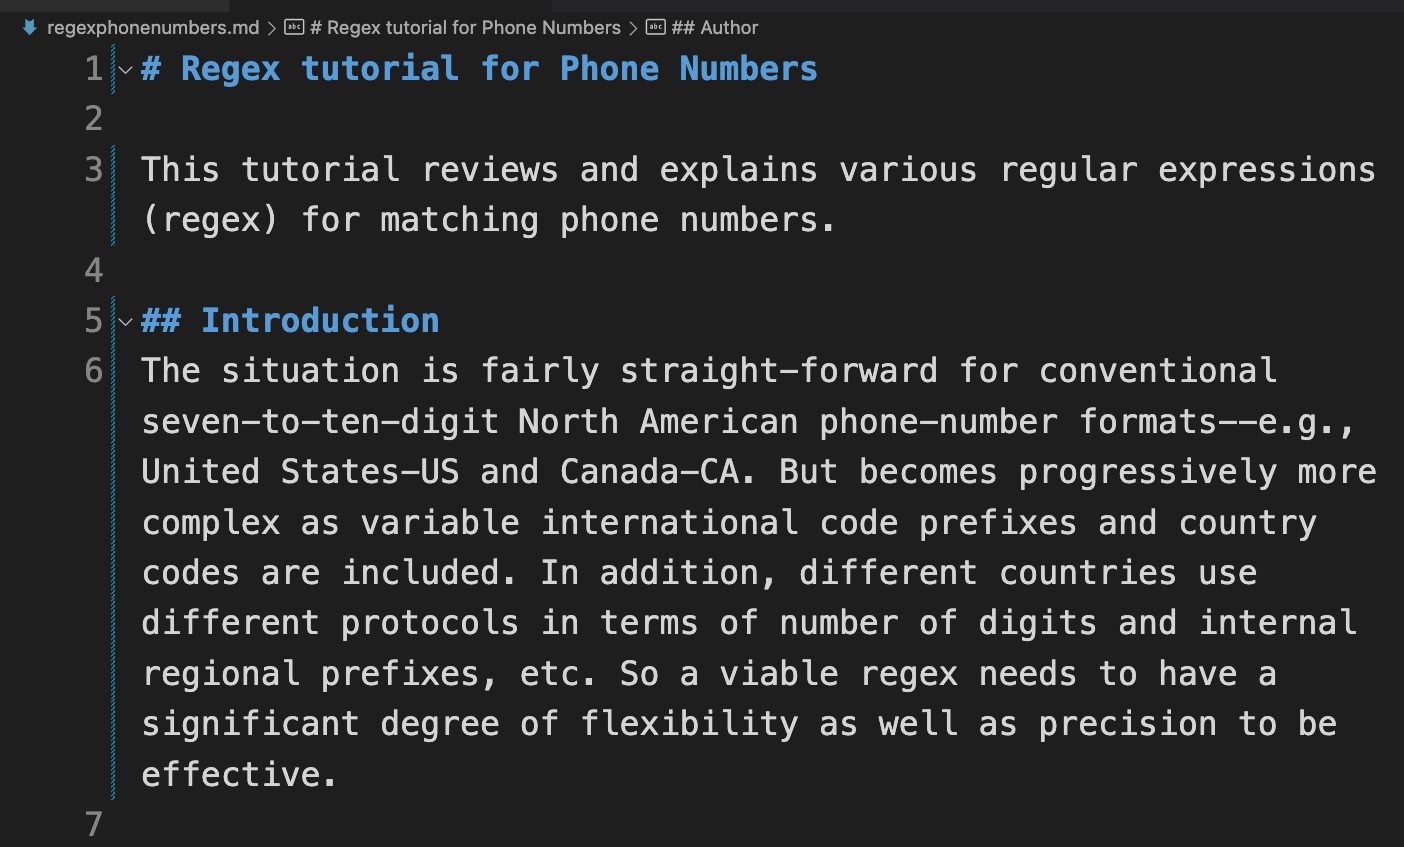 regexphonenumbers.md > # Regex tutorial for Phone Numbers > ## Author
1 # Regex tutorial for Phone Numbers
2
3 This tutorial reviews and explains various regular expressions
(regex) for matching phone numbers.
4
5 ## Introduction
6 The situation is fairly straight-forward for conventional
seven-to-ten-digit North American phone-number formats--e.g.,
United States-US and Canada-CA. But becomes progressively more
complex as variable international code prefixes and country
codes are included. In addition, different countries use
different protocols in terms of number of digits and internal
regional prefixes, etc. So a viable regex needs to have a
significant degree of flexibility as well as precision to be
effective.
7